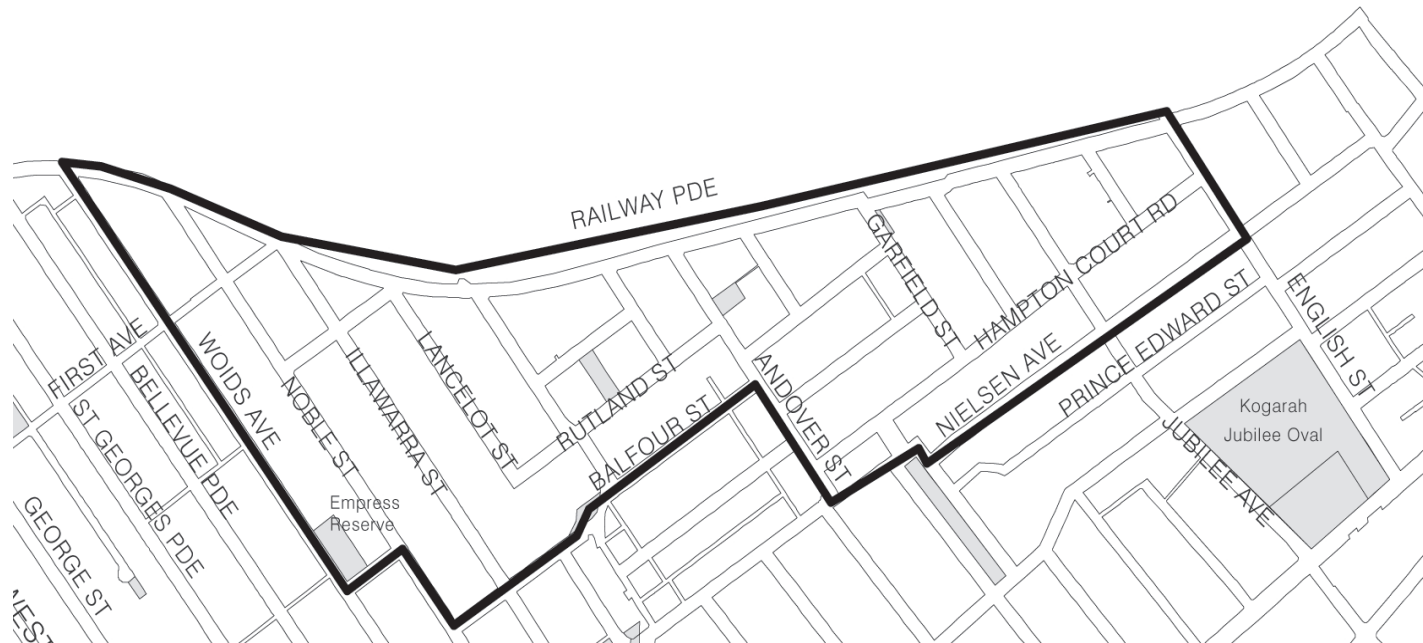 RAILWAY PDE
GARFIELD ST
HAMPTON COURT RD
ENGLISH ST
PRINCE EDWARD ST
NIELSEN AVE
FIRST AVE
WOIDS AVE
BELLEVUE PDE
ST GEORGES PDE
NOBLE ST
ILLAWARRA ST
LANCELOT ST
RUTLAND ST
BALFOUR ST
ANDOVER ST
Kogarah
Jubilee Oval
JUBILEE AVE
Empress
Reserve
GEORGE ST